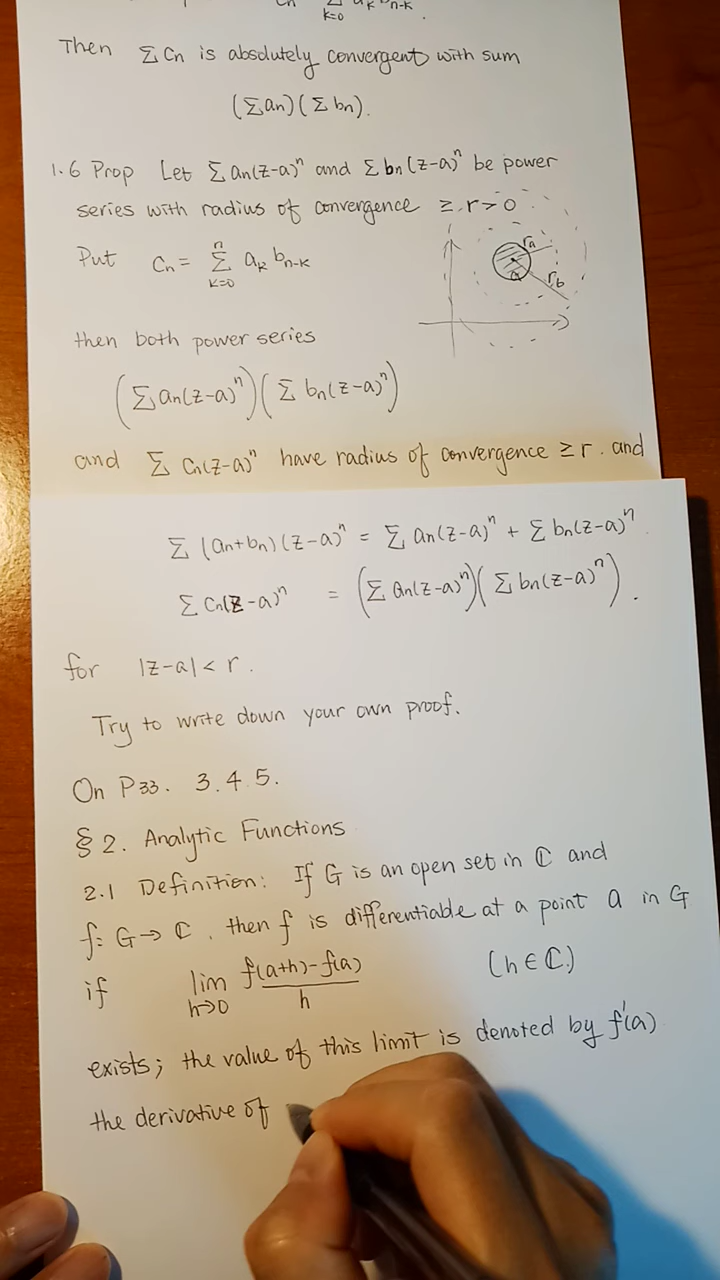 k=0
Then Σ Cn is absolutely convergent with sum
(Σ an)(Σ bn).
1.6 Prop Let Σ an(z-a)^n and Σ bn(z-a)^n be power
series with radius of convergence ≥ r > 0
Put Cn = Σ_{k=0}^{n} ak bn-k
ra
a
rb
then both power series
(Σ an(z-a)^n)(Σ bn(z-a)^n)
and Σ Cn(z-a)^n have radius of convergence ≥ r. and
Σ (an+bn)(z-a)^n = Σ an(z-a)^n + Σ bn(z-a)^n.
Σ Cn(z-a)^n = (Σ an(z-a)^n)(Σ bn(z-a)^n).
for |z-a| < r.
Try to write down your own proof.
On P33. 3.4.5.
§2. Analytic Functions
2.1 Definition: If G is an open set in ℂ and
f: G→ℂ, then f is differentiable at a point a in G
if lim_{h→0} (f(a+h)-f(a))/h (h∈ℂ)
exists; the value of this limit is denoted by f'(a)
the derivative of